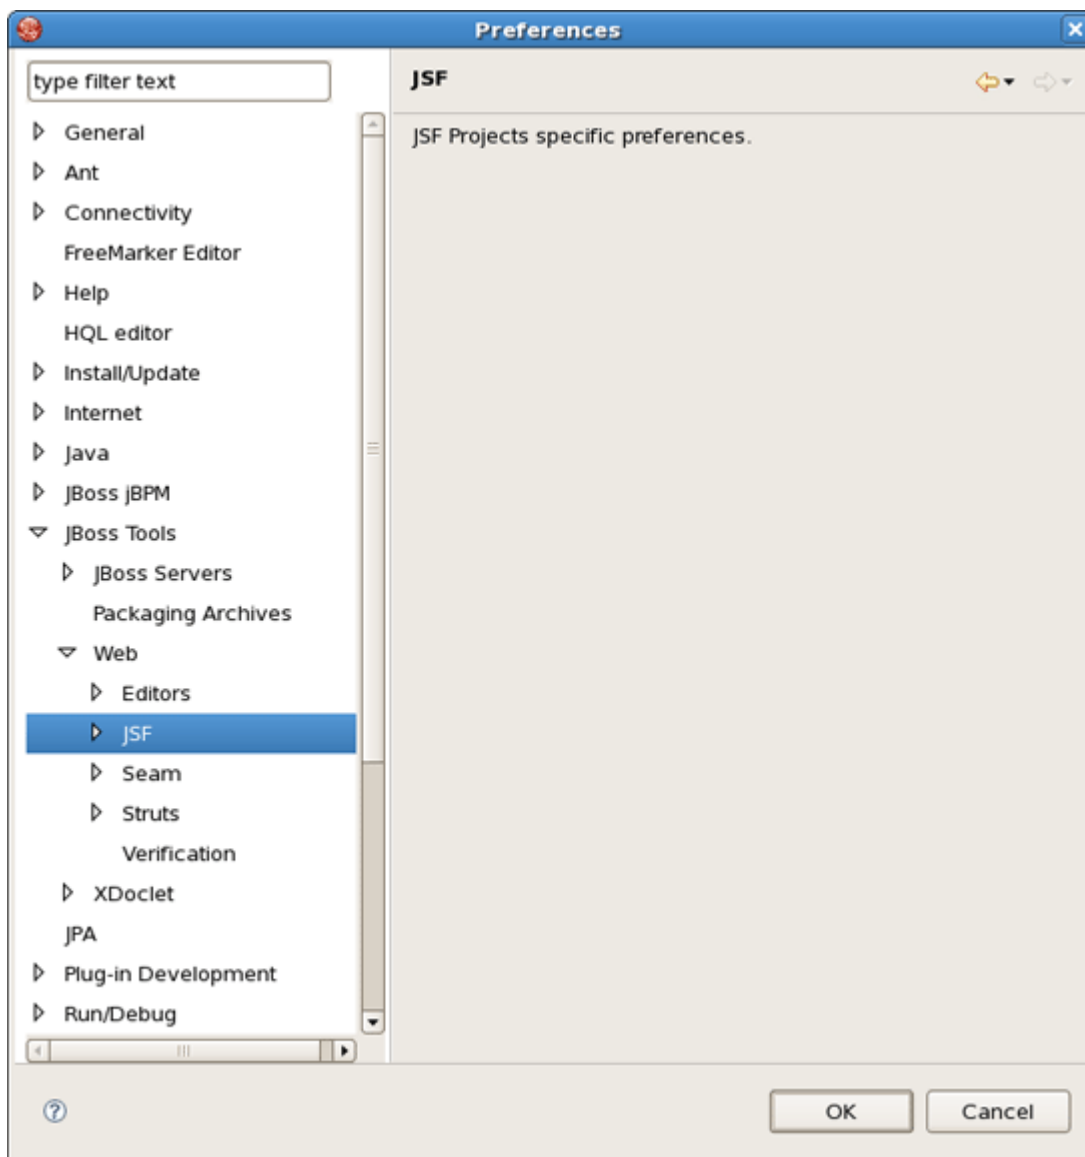 Preferences
type filter text
JSF
General
JSF Projects specific preferences.
Ant
Connectivity
FreeMarker Editor
Help
HQL editor
Install/Update
Internet
Java
JBoss jBPM
JBoss Tools
JBoss Servers
Packaging Archives
Web
Editors
JSF
Seam
Struts
Verification
XDoclet
JPA
Plug-in Development
Run/Debug
?
OK
Cancel